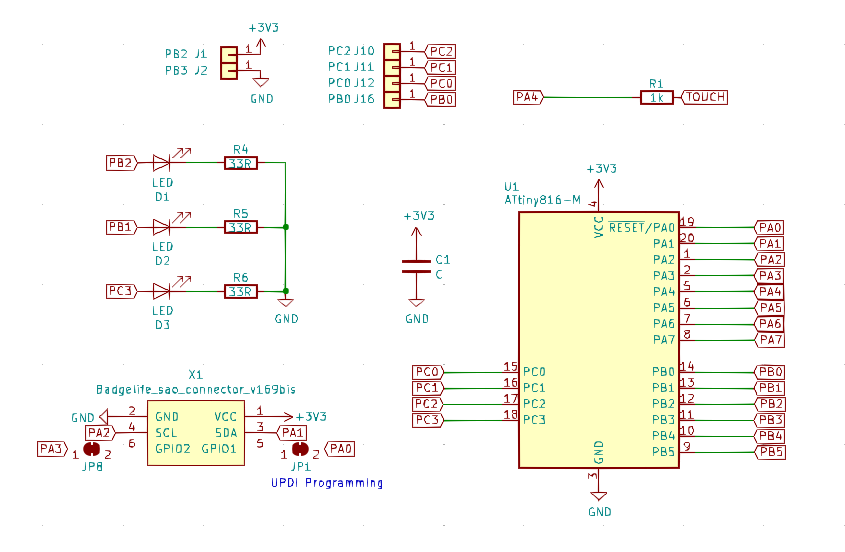 +3V3
PB2 J1 1
PB3 J2 1
GND
PC2 J10 1 PC2
PC1 J11 1 PC1
PC0 J12 1 PC0
PB0 J16 1 PB0
R1
PA4 1k TOUCH
PB2 R4
33R
LED
D1
PB1 R5
33R
LED
D2
PC3 R6
33R
LED
D3
GND
+3V3
C1
C
GND
U1
ATtiny816-M
+3V3
4
VCC
RESET/PA0 19 PA0
PA1 20 PA1
PA2 1 PA2
PA3 2 PA3
PA4 5 PA4
PA5 6 PA5
PA6 7 PA6
PA7 8 PA7
PC0 15 PC0
PC1 16 PC1
PC2 17 PC2
PC3 18 PC3
PB0 14 PB0
PB1 13 PB1
PB2 12 PB2
PB3 11 PB3
PB4 10 PB4
PB5 9 PB5
GND
3
GND
X1
Badgelife_sao_connector_v169bis
GND 2 GND VCC 1 +3V3
PA2 4 SCL SDA 3 PA1
PA3 1 2 6 GPIO2 GPIO1 5 1 2 PA0
JP8 JP1
UPDI Programming